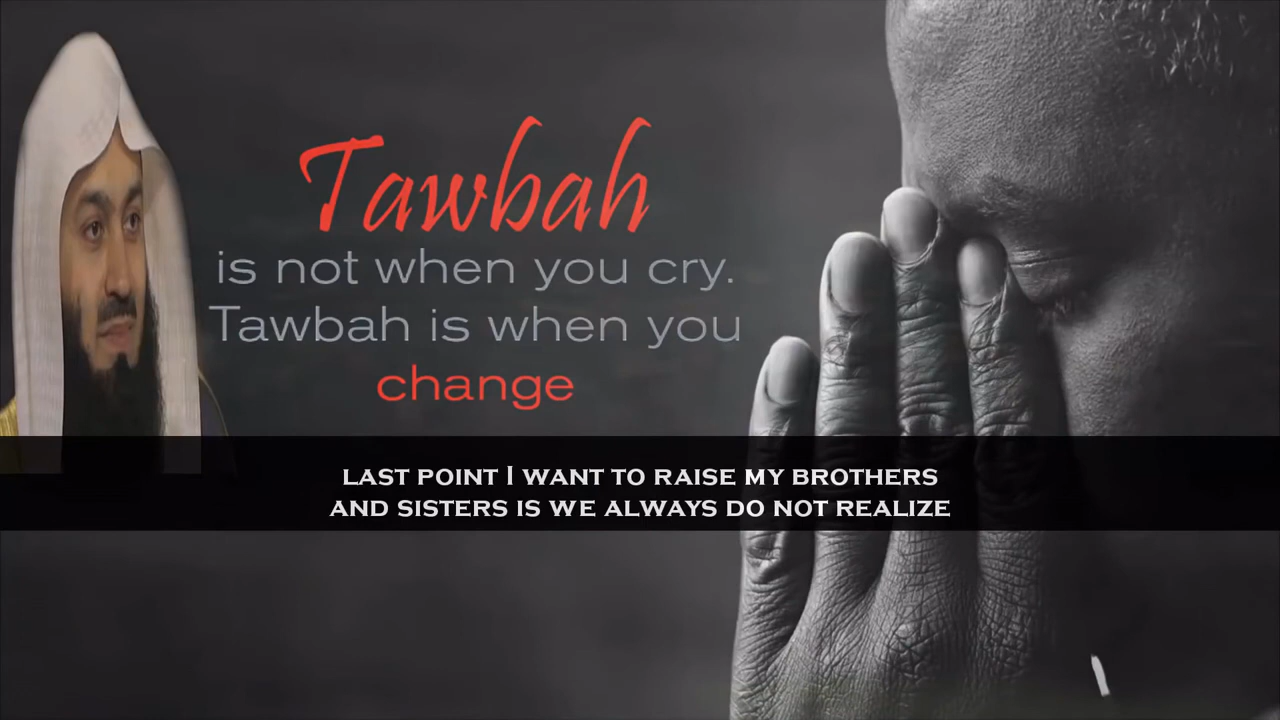 Tawbah
is not when you cry.
Tawbah is when you
change
LAST POINT I WANT TO RAISE MY BROTHERS
AND SISTERS IS WE ALWAYS DO NOT REALIZE